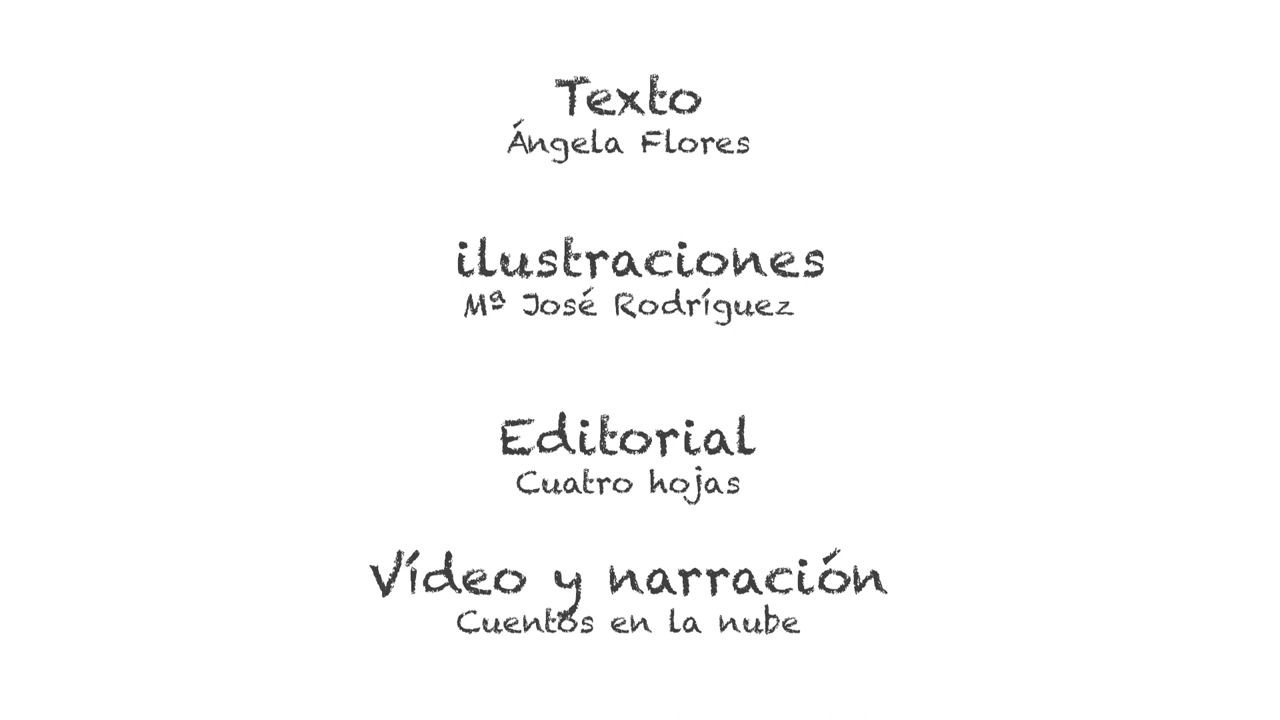 Texto
Ángela Flores
ilustraciones
Mª José Rodríguez
Editorial
Cuatro hojas
Vídeo y narración
Cuentos en la nube